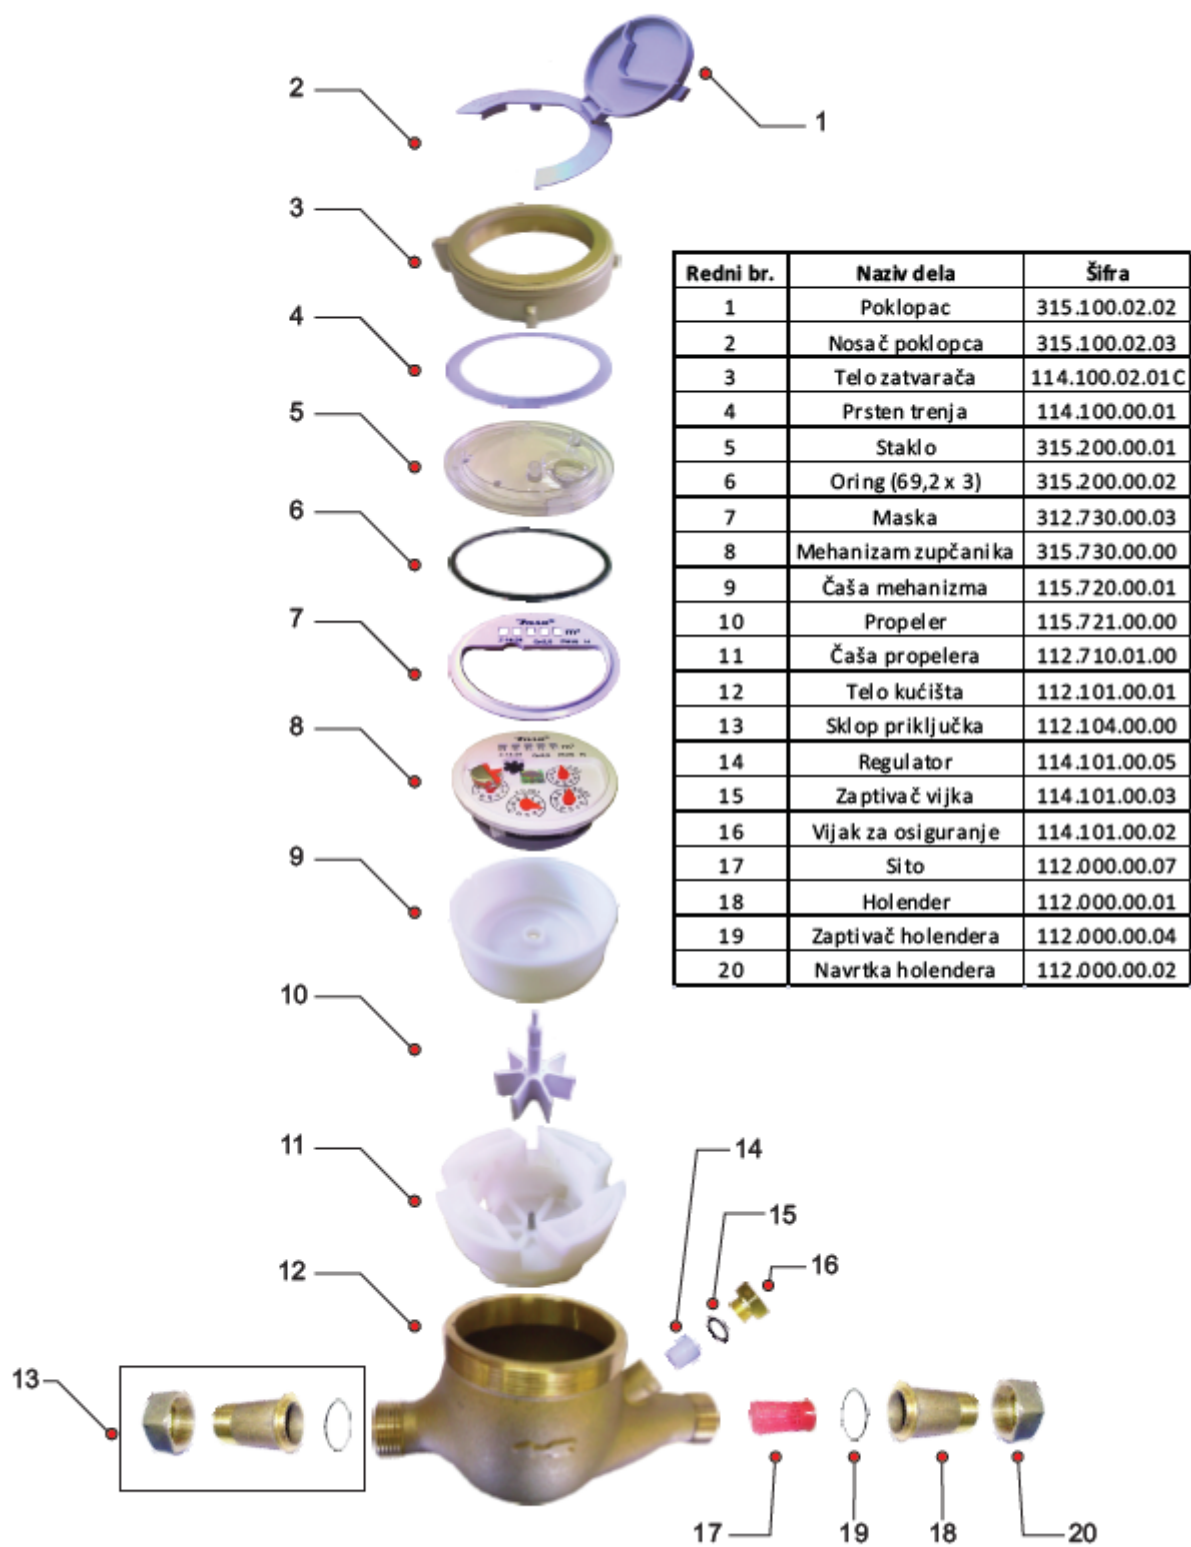 1
2
3
4
5
6
7
8
9
10
11
12
13
14
15
16
17
19
18
20
Redni br. Naziv dela Šifra
1 Poklopac 315.100.02.02
2 Nosač poklopca 315.100.02.03
3 Telo zatvarača 114.100.02.01C
4 Prsten trenja 114.100.00.01
5 Staklo 315.200.00.01
6 Oring (69,2 x 3) 315.200.00.02
7 Maska 312.730.00.03
8 Mehanizam zupčanika 315.730.00.00
9 Čaša mehanizma 115.720.00.01
10 Propeler 115.721.00.00
11 Čaša propelera 112.710.01.00
12 Telo kućišta 112.101.00.01
13 Sklop priključka 112.104.00.00
14 Regulator 114.101.00.05
15 Zaptivač vijka 114.101.00.03
16 Vijak za osiguranje 114.101.00.02
17 Sito 112.000.00.07
18 Holender 112.000.00.01
19 Zaptivač holendera 112.000.00.04
20 Navrtka holendera 112.000.00.02
m³